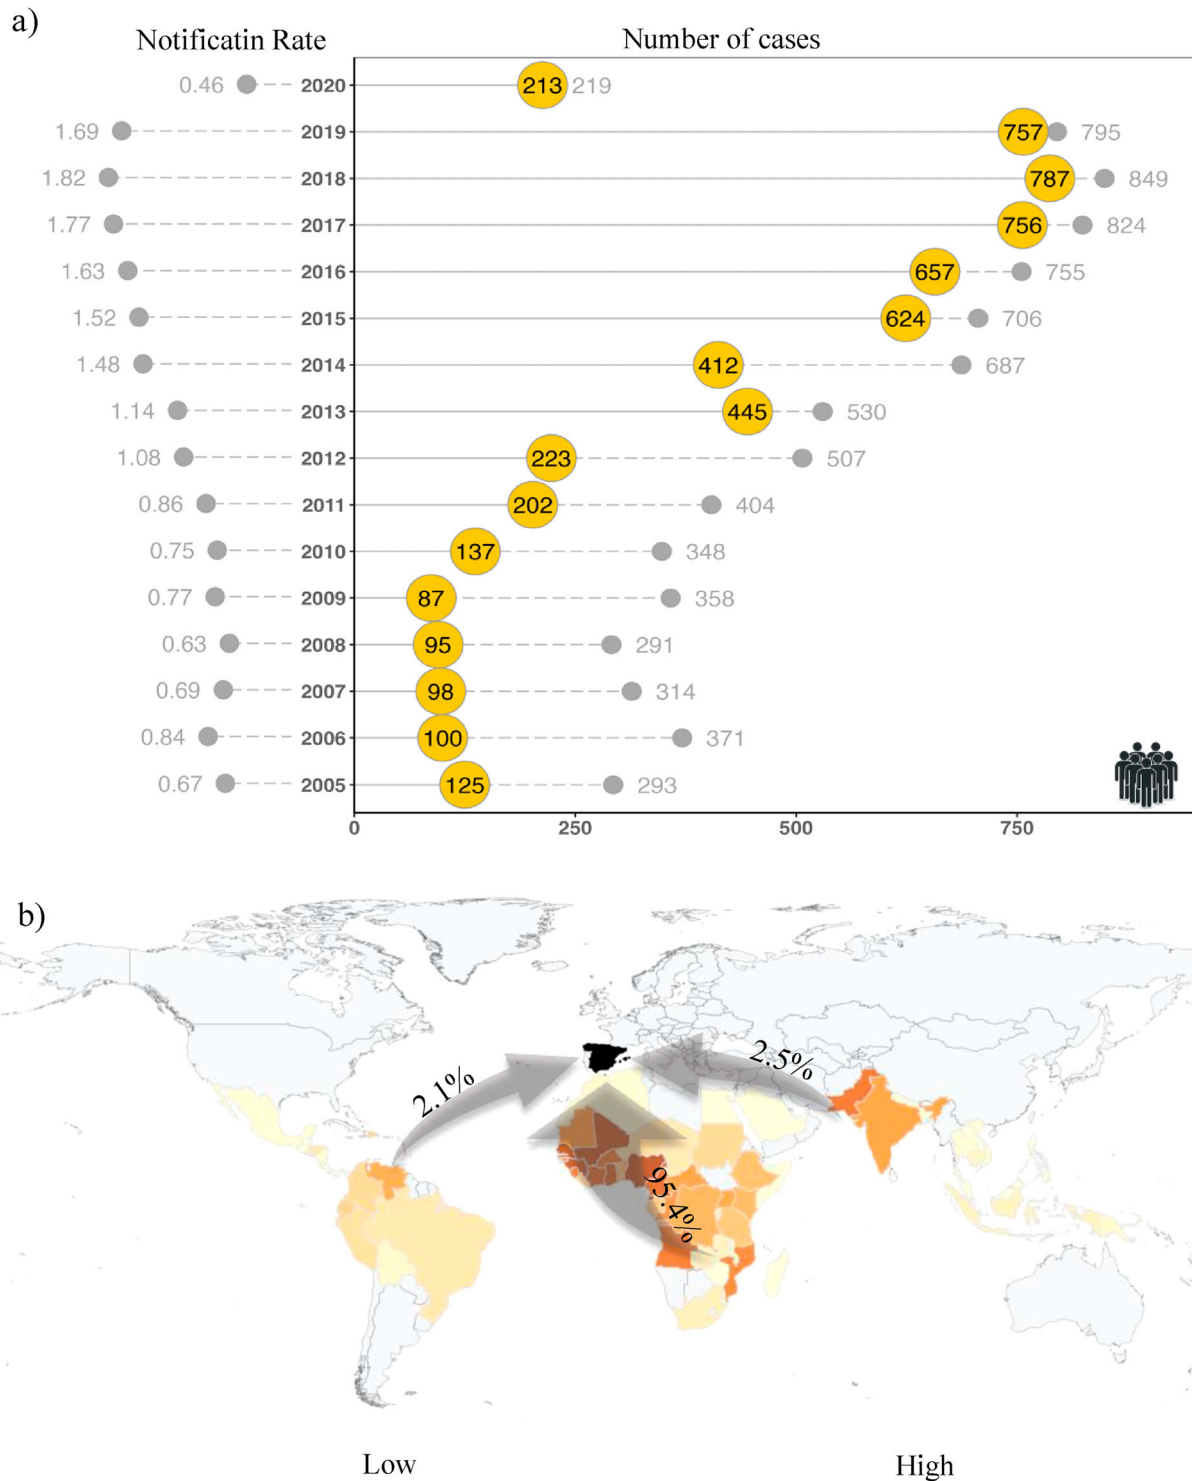 a)
Notificatin Rate Number of cases
0.46 2020 213 219
1.69 2019 757 795
1.82 2018 787 849
1.77 2017 756 824
1.63 2016 657 755
1.52 2015 624 706
1.48 2014 412 687
1.14 2013 445 530
1.08 2012 223 507
0.86 2011 202 404
0.75 2010 137 348
0.77 2009 87 358
0.63 2008 95 291
0.69 2007 98 314
0.84 2006 100 371
0.67 2005 125 293
0 250 500 750
b)
2.1%
2.5%
95.4%
Low High